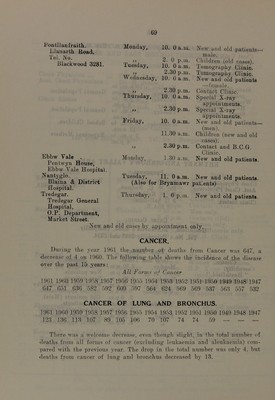 69
Pontllanfraith. Monday, 10. 0 a.m. New and old patients—
Libnanth Road, male.
Tel. No. ,, 2. 0 p.m. Children (old cases).
Blackwood 3281. Tuesday, 10. 0 a.m. Tomography Clinic.
,, 2.30 p.m. Tomography Clinic.
Wednesday, 10. 0 a.m. New and old patients
—female.
,, 2.30 p.m. Contact Clinic.
Thursday, 10. 0 a.m. Special X-ray
appointments.
,, 2.30 p.m. Special X-ray
appointments.
Friday, 10. 0 a.m. New and old patients—
(men).
11.30 a.m. Children (new and old
cases).
,, 2.30 p.m. Contact and B.C.G.
Clinic.
Ebbw Vale Monday, 1.30 p.m. New and old patients.
Pentwyn House,
Ebbw Vale Hospital.
Nantyglo, Tuesday, 11. 0 a.m. New and old patients.
Blaina & District (Also for Brynmawr patients)
Hospital.
Tredegar. Thursday, 1. 0 p.m. New and old patients.
Tredegar General
Hospital,
O.P. Department,
Market Street.
New and old cases by appointment only.
CANCER.
During the year 1961 the number of deaths from Cancer was 647, a
decrease of 4 on 1960. The following table shows the incidence of the disease
over the past 15 years:
All Forms of Cancer
1961 1960 1959 1958 1957 1956 1955 1954 1953 1952 1951 1950 1949 1948 1947
647 651 636 592 592 609 597 564 624 569 569 537 563 557 532
CANCER OF LUNG AND BRONCHUS.
1961 1960 1959 1958 1957 1956 1955 1954 1953 1952 1951 1950 1949 1948 1947
123 136 113 107 89 105 106 79 107 74 74 59 — — —
There was a welcome decrease, even though slight, in the total number of
deaths from all forms of cancer (excluding leukaemia and aleukaemia) com-
pared with the previous year. The drop in the total number was only 4, but
deaths from cancer of lung and bronchus decreased by 13.